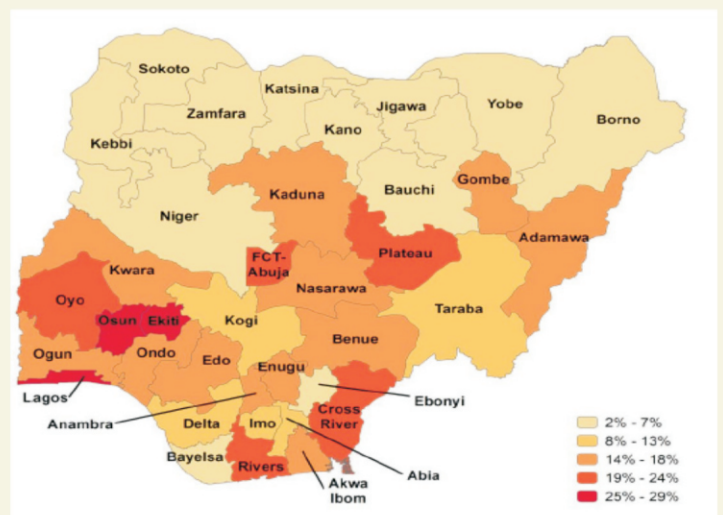 Sokoto
Katsina
Zamfara
Jigawa
Yobe
Borno
Kano
Kebbi
Bauchi
Gombe
Kaduna
Niger
Adamawa
Plateau
FCT-
Abuja
Kwara
Nasarawa
Oyo
Taraba
Osun Ekiti
Kogi
Benue
Ogun
Ondo
Edo
Enugu
Lagos
Ebonyi
Anambra
Cross
River
Delta
Imo
Bayelsa
Rivers
Abia
Akwa
Ibom
2% - 7%
8% - 13%
14% - 18%
19% - 24%
25% - 29%